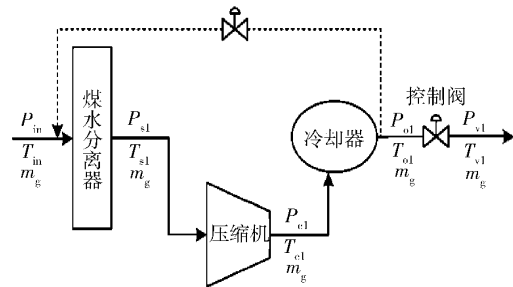 控制阀
P_in
T_in
m_g
煤水分离器
P_s1
T_s1
m_g
压缩机
P_c1
T_c1
m_g
冷却器
P_o1
T_o1
m_g
P_v1
T_v1
m_g